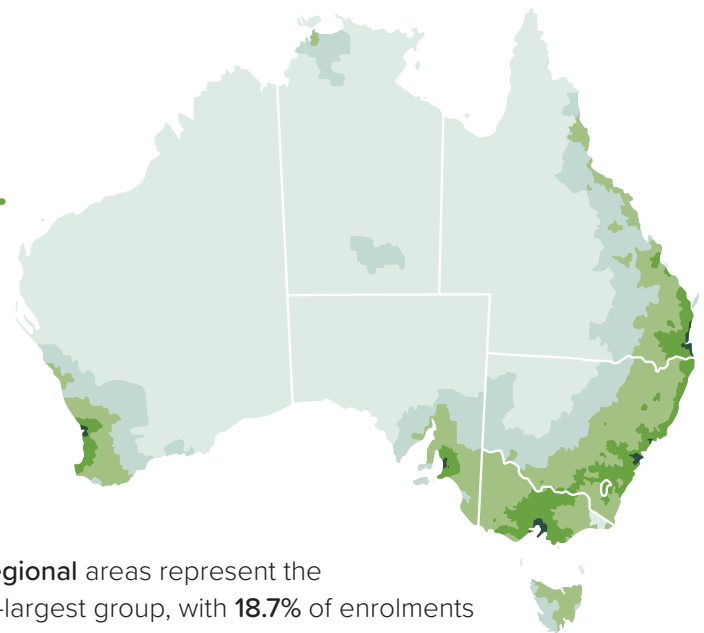 egional areas represent the
-largest group, with 18.7% of enrolments